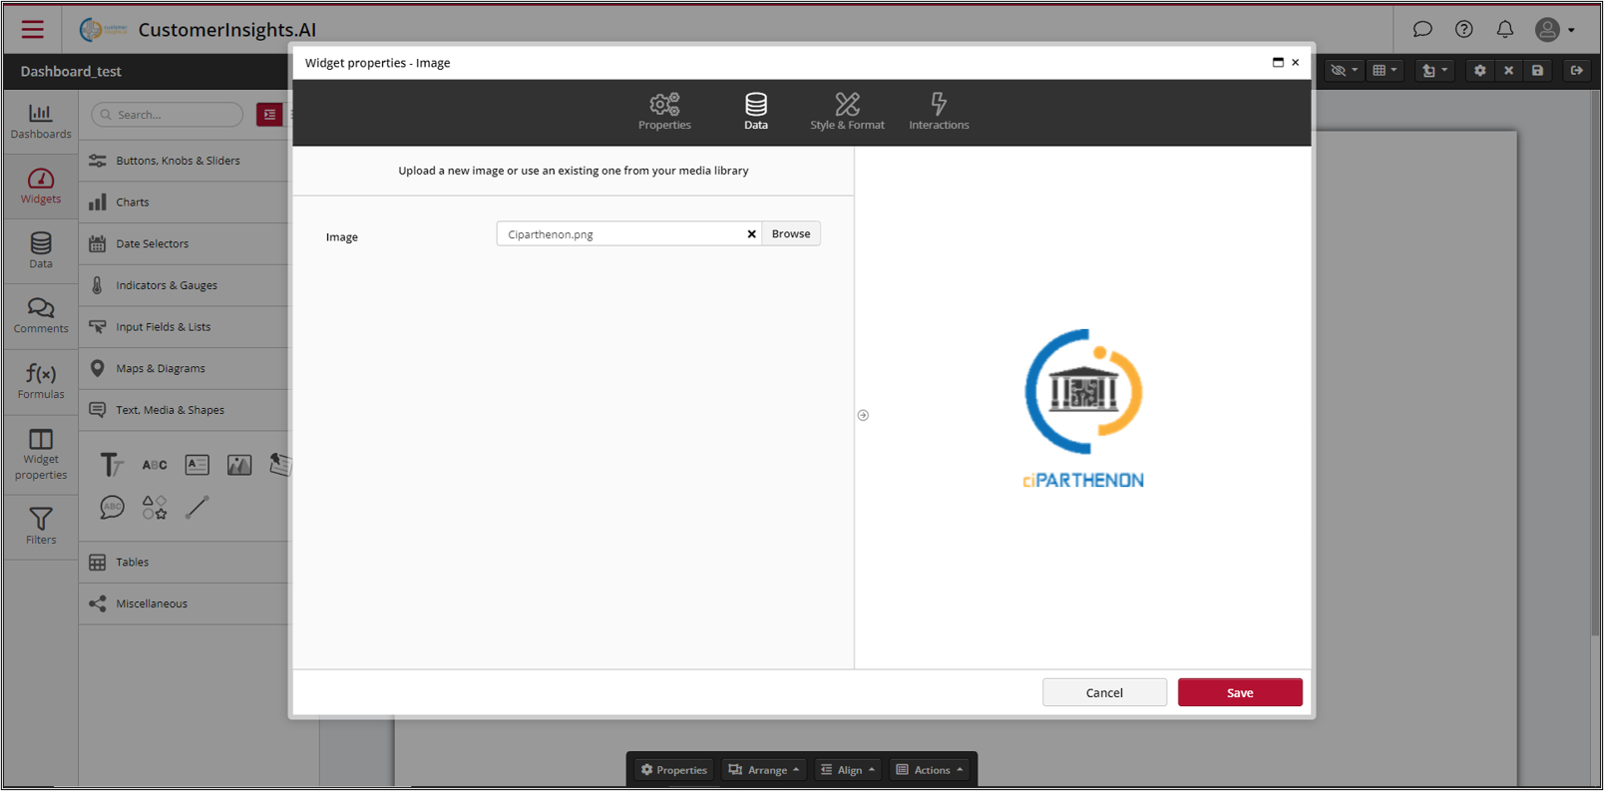 CustomerInsights.AI
Dashboard_test
Widget properties - Image
Properties
Data
Style & Format
Interactions
Dashboards
Widgets
Data
Comments
Formulas
Widget
properties
Filters
Search...
Buttons, Knobs & Sliders
Charts
Date Selectors
Indicators & Gauges
Input Fields & Lists
Maps & Diagrams
Text, Media & Shapes
ABC
ABC
Tables
Miscellaneous
Upload a new image or use an existing one from your media library
Image
Ciparthenon.png
Browse
ciPARTHENON
Cancel
Save
Properties
Arrange
Align
Actions